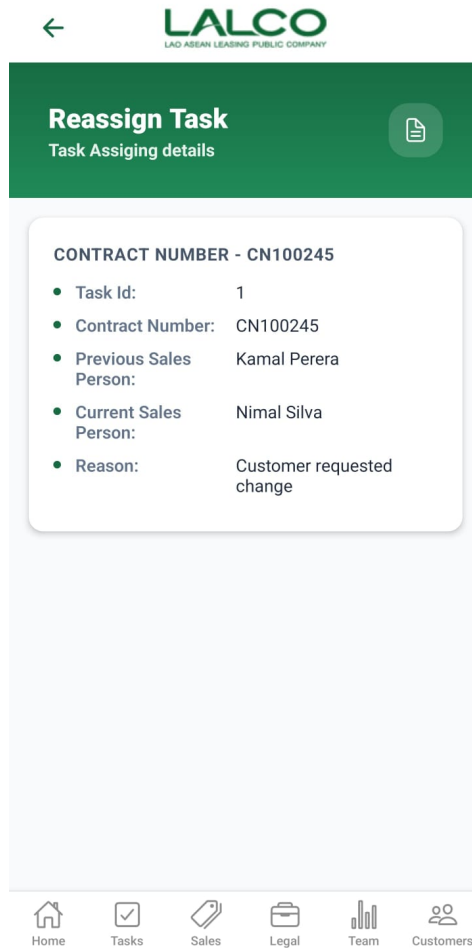 LALCO
LAO ASEAN LEASING PUBLIC COMPANY
Reassign Task
Task Assiging details
CONTRACT NUMBER - CN100245
Task Id: 1
Contract Number: CN100245
Previous Sales Kamal Perera
Person:
Current Sales Nimal Silva
Person:
Reason: Customer requested
change
Home Tasks Sales Legal Team Customer